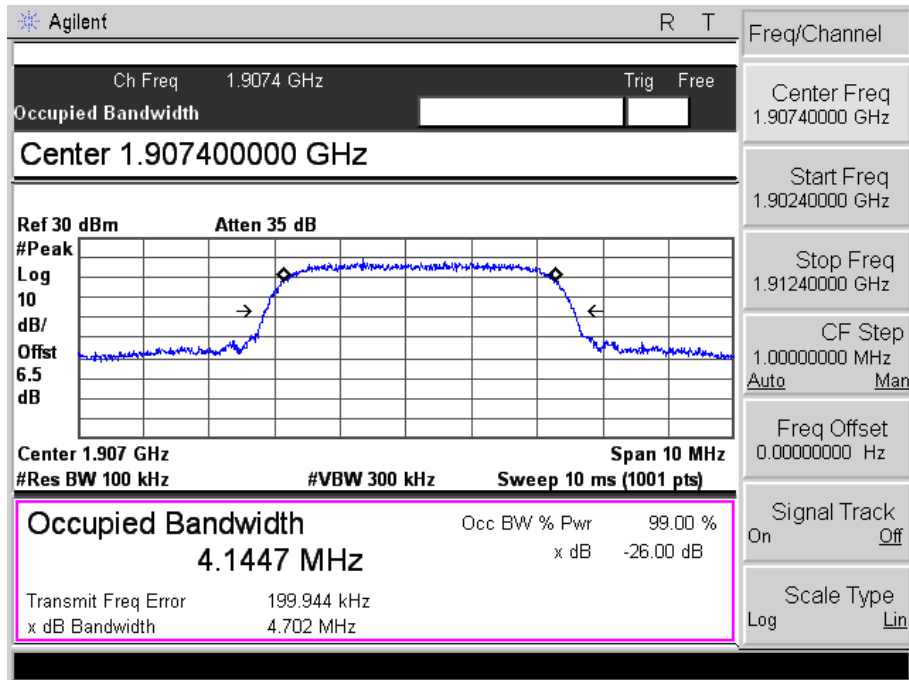 Agilent R T
Ch Freq 1.9074 GHz Trig Free
Occupied Bandwidth
Center 1.907400000 GHz
Ref 30 dBm Atten 35 dB
#Peak
Log
10
dB/
Offst
6.5
dB
Center 1.907 GHz Span 10 MHz
#Res BW 100 kHz #VBW 300 kHz Sweep 10 ms (1001 pts)
Occupied Bandwidth Occ BW % Pwr 99.00 %
4.1447 MHz x dB -26.00 dB
Transmit Freq Error 199.944 kHz
x dB Bandwidth 4.702 MHz
Freq/Channel
Center Freq
1.90740000 GHz
Start Freq
1.90240000 GHz
Stop Freq
1.91240000 GHz
CF Step
1.00000000 MHz
Auto Man
Freq Offset
0.00000000 Hz
Signal Track
On Off
Scale Type
Log Lin